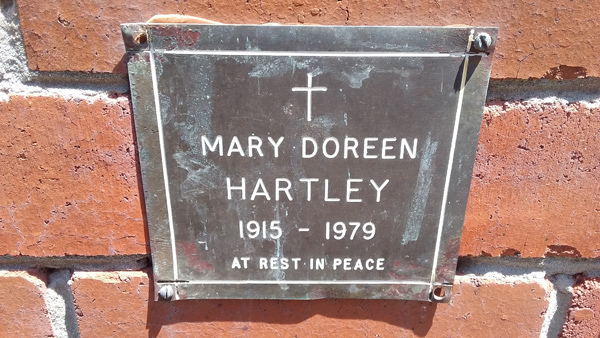 MARY DOREEN
HARTLEY
1915 - 1979
AT REST IN PEACE